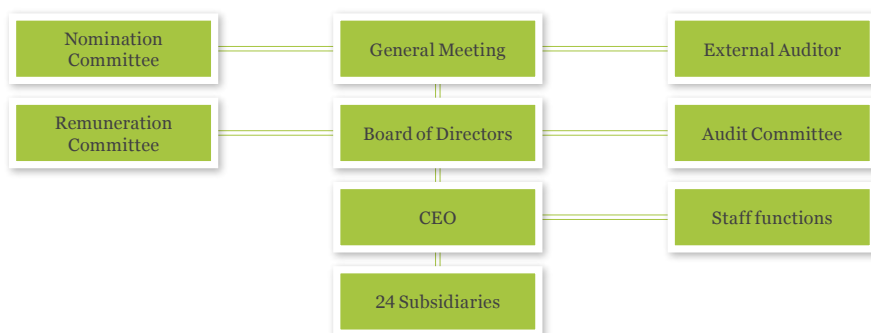 Nomination
Committee
General Meeting
External Auditor
Remuneration
Committee
Board of Directors
Audit Committee
CEO
Staff functions
24 Subsidiaries